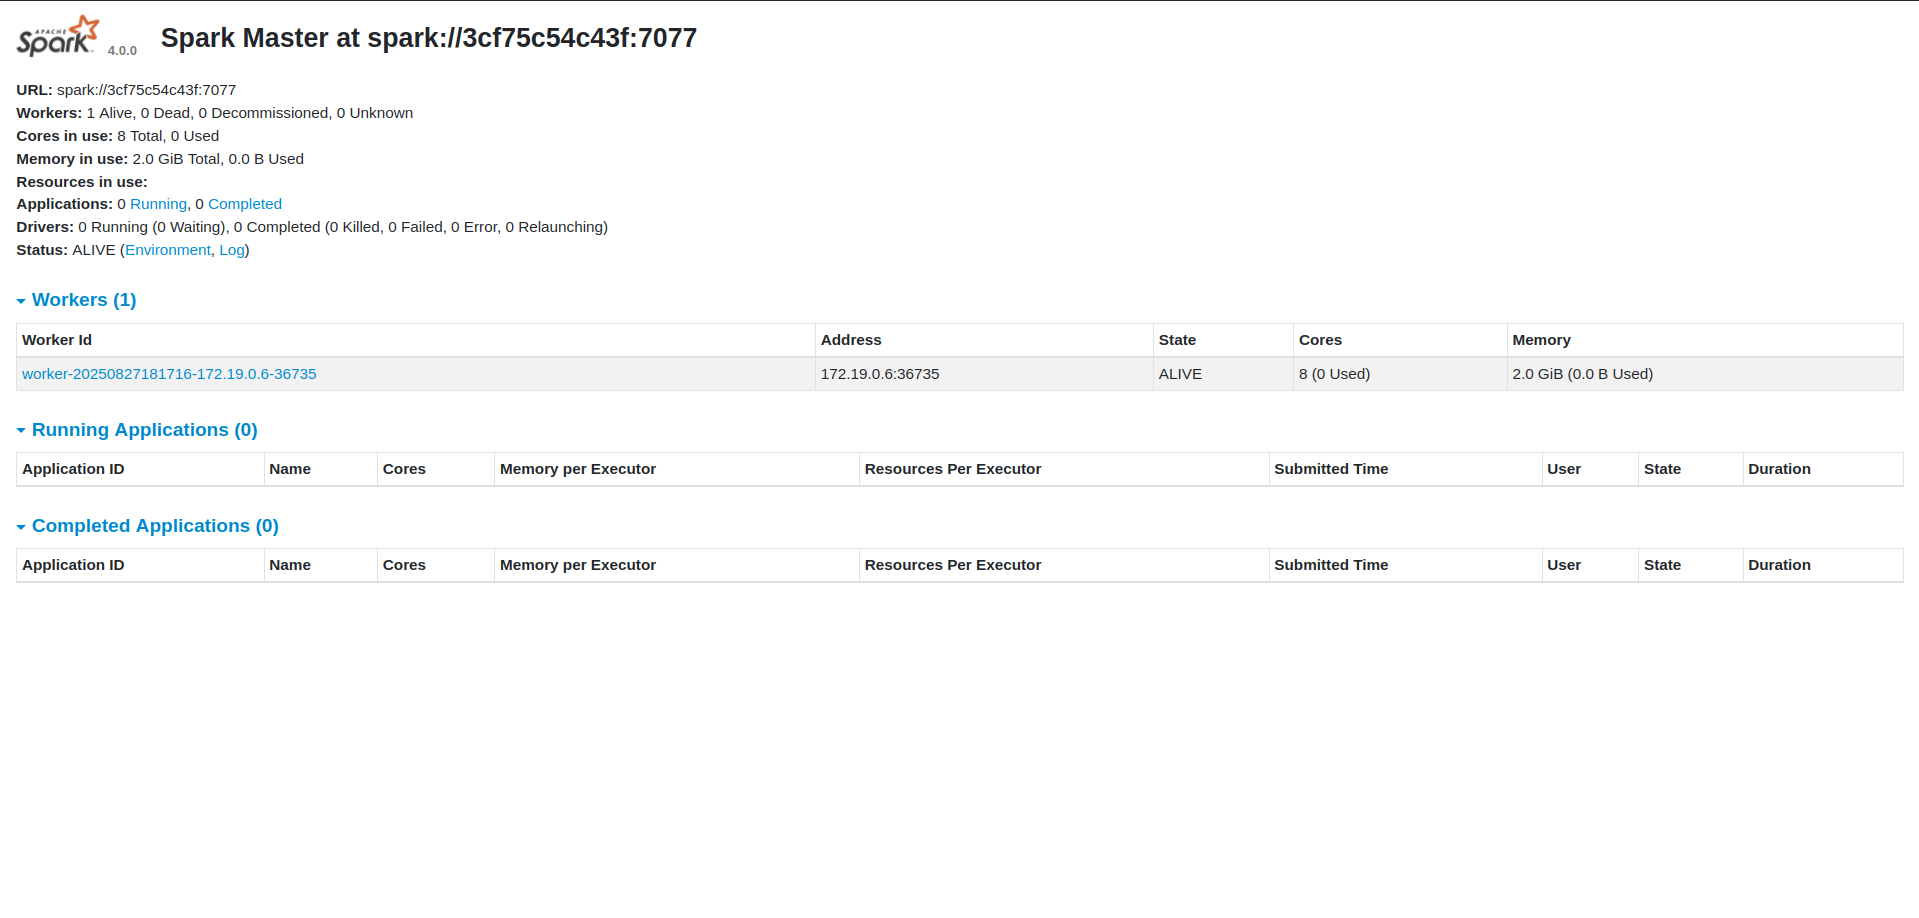 APACHE
Spark 4.0.0 Spark Master at spark://3cf75c54c43f:7077
URL: spark://3cf75c54c43f:7077
Workers: 1 Alive, 0 Dead, 0 Decommissioned, 0 Unknown
Cores in use: 8 Total, 0 Used
Memory in use: 2.0 GiB Total, 0.0 B Used
Resources in use:
Applications: 0 Running, 0 Completed
Drivers: 0 Running (0 Waiting), 0 Completed (0 Killed, 0 Failed, 0 Error, 0 Relaunching)
Status: ALIVE (Environment, Log)
Workers (1)
Worker Id Address State Cores Memory
worker-20250827181716-172.19.0.6-36735 172.19.0.6:36735 ALIVE 8 (0 Used) 2.0 GiB (0.0 B Used)
Running Applications (0)
Application ID Name Cores Memory per Executor Resources Per Executor Submitted Time User State Duration
Completed Applications (0)
Application ID Name Cores Memory per Executor Resources Per Executor Submitted Time User State Duration